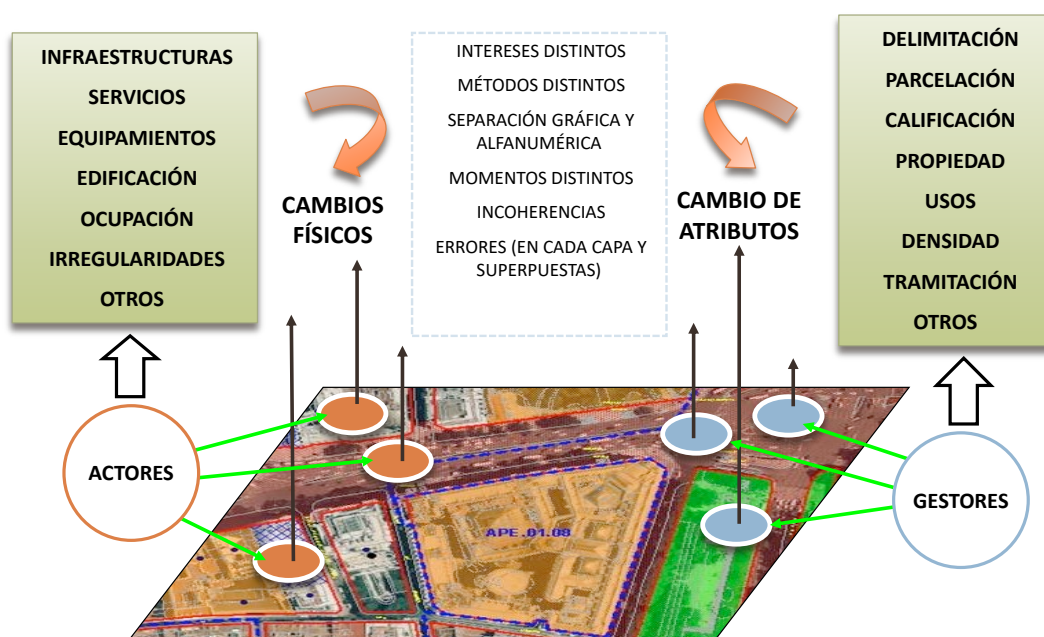 INFRAESTRUCTURAS
SERVICIOS
EQUIPAMIENTOS
EDIFICACIÓN
OCUPACIÓN
IRREGULARIDADES
OTROS
CAMBIOS
FÍSICOS
INTERESES DISTINTOS
MÉTODOS DISTINTOS
SEPARACIÓN GRÁFICA Y
ALFANUMÉRICA
MOMENTOS DISTINTOS
INCOHERENCIAS
ERRORES (EN CADA CAPA Y
SUPERPUESTAS)
CAMBIO DE
ATRIBUTOS
DELIMITACIÓN
PARCELACIÓN
CALIFICACIÓN
PROPIEDAD
USOS
DENSIDAD
TRAMITACIÓN
OTROS
ACTORES
GESTORES
APE.01.08